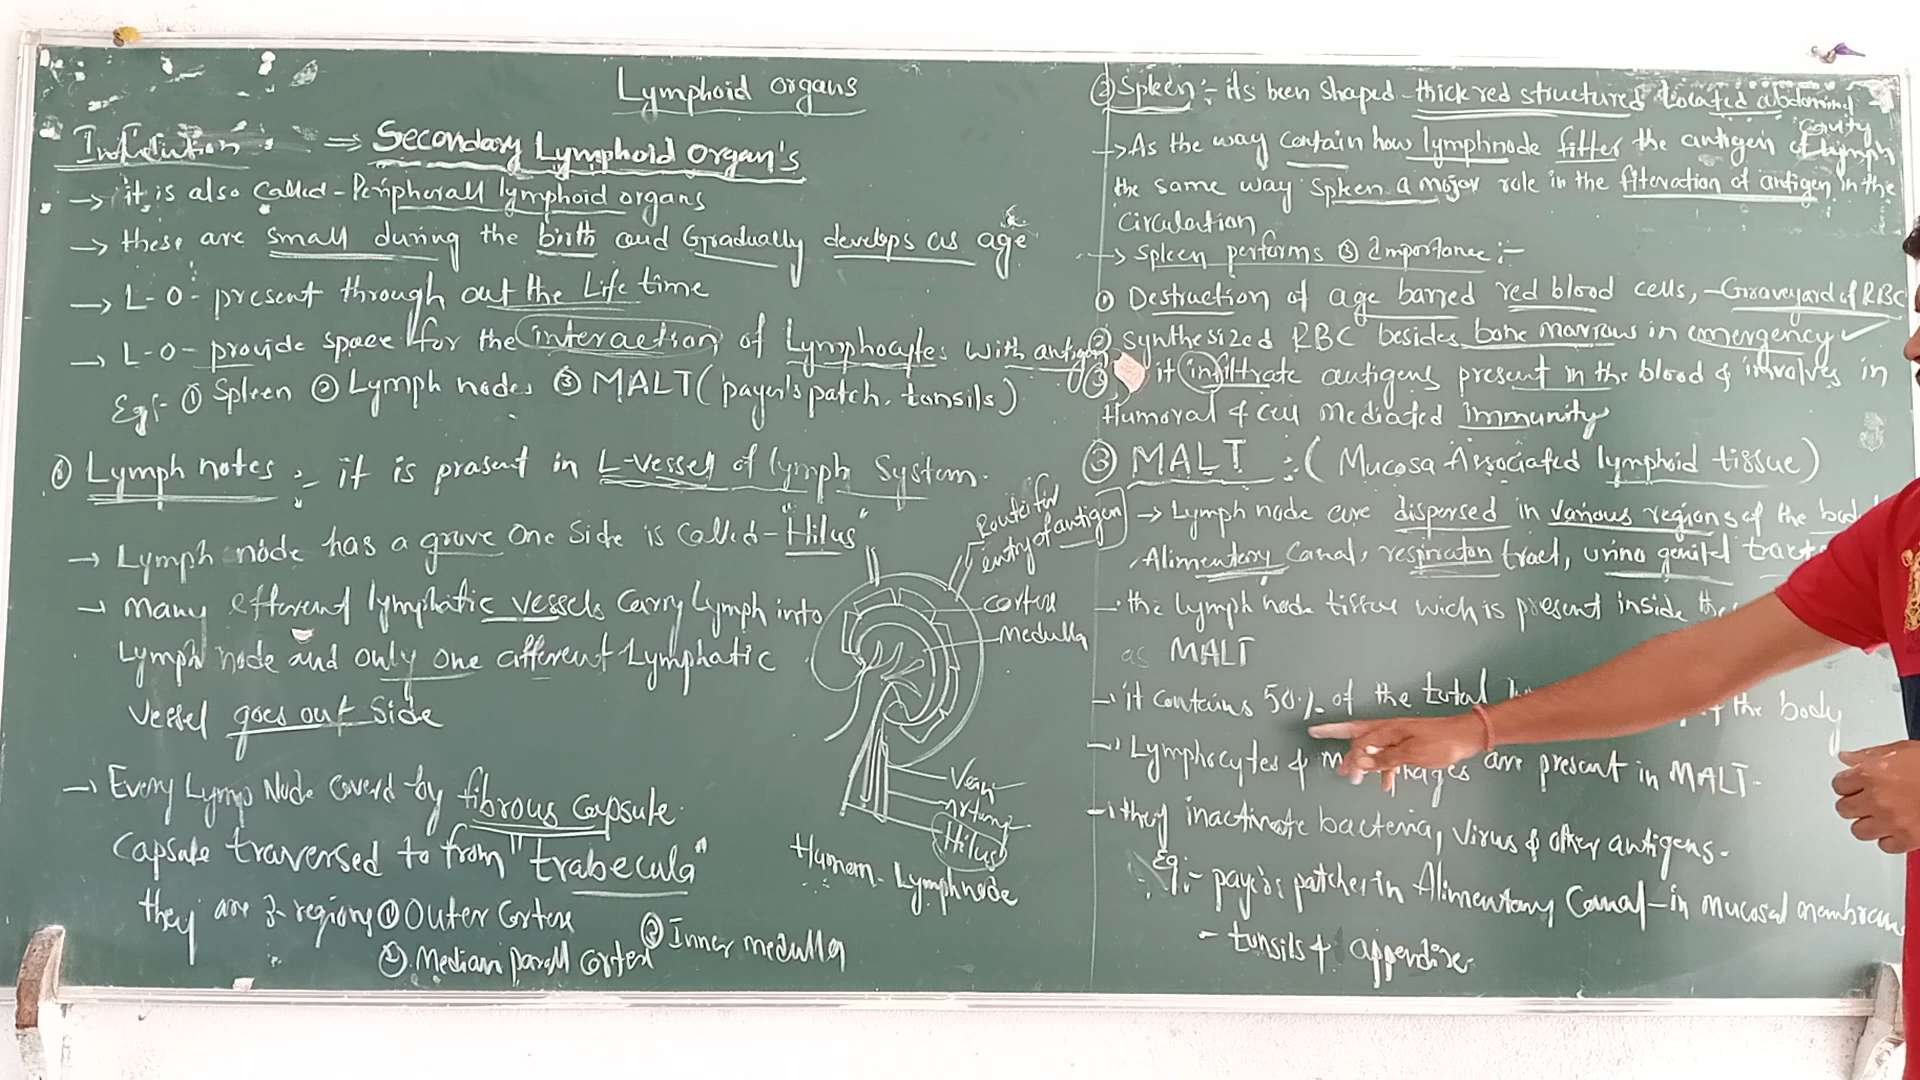 Lymphoid organs
⇒ Secondary Lymphoid organ's
→ it is also called - Peripherall lymphoid organs
→ these are small during the birth and Gradually develops as age
→ L-O- present through out the Life time
→ L-O- provide space for the interaction of Lymphocytes with antigen
Eg:- ① Spleen ② Lymph nodes ③ MALT (payer's patch, tonsils)
① Lymph notes :- it is present in L-vessel of lymph System.
→ Lymph node has a grove One Side is Called - "Hilus"
→ many efferent lymphatic vessels carry Lymph into
Lymph node and only one afferent Lymphatic
Vessel goes out Side
→ Every Lymp Node coverd by fibrous capsule.
Capsule traversed to from "trabecula"
they are 3- regions ① Outer Cortex
② Median parall Cortex ③ Inner medulla
Route for
entry of antigen
cortex
medulla
Vein
Hilus
Human - Lymphnode
② Spleen :- its been shaped - thick red structured Located abdoming
cavity
→ As the way contain how lymphnode filter the antigen of lymph
the same way Spleen a mojor role in the fiteration of antigen in the
Circulation
→ Spleen performs ③ Importance :-
① Destruction of age barred red blood cells, - Graveyard of RBC
② Synthesized RBC besides bone marrow in emergency ✓
③ it infiltrate antigens present in the blood & involves in
Humoral & cell Mediated immunity
③ MALT :- (Mucosa Associated lymphoid tissue)
→ Lymph node are dispersed in various regions of the bod
Alimentary Canal, respiraton tract, urino genital tract
→ the lymph node tissue wich is present inside the
as MALT
→ it contains 50% of the total of the body
→ Lymphocytes & are present in MALT.
→ they inactinate bacteria, virus & other antigens.
Eg:- payer's patches in Alimentary Canal - in mucosal membrane
- tonsils & appendix